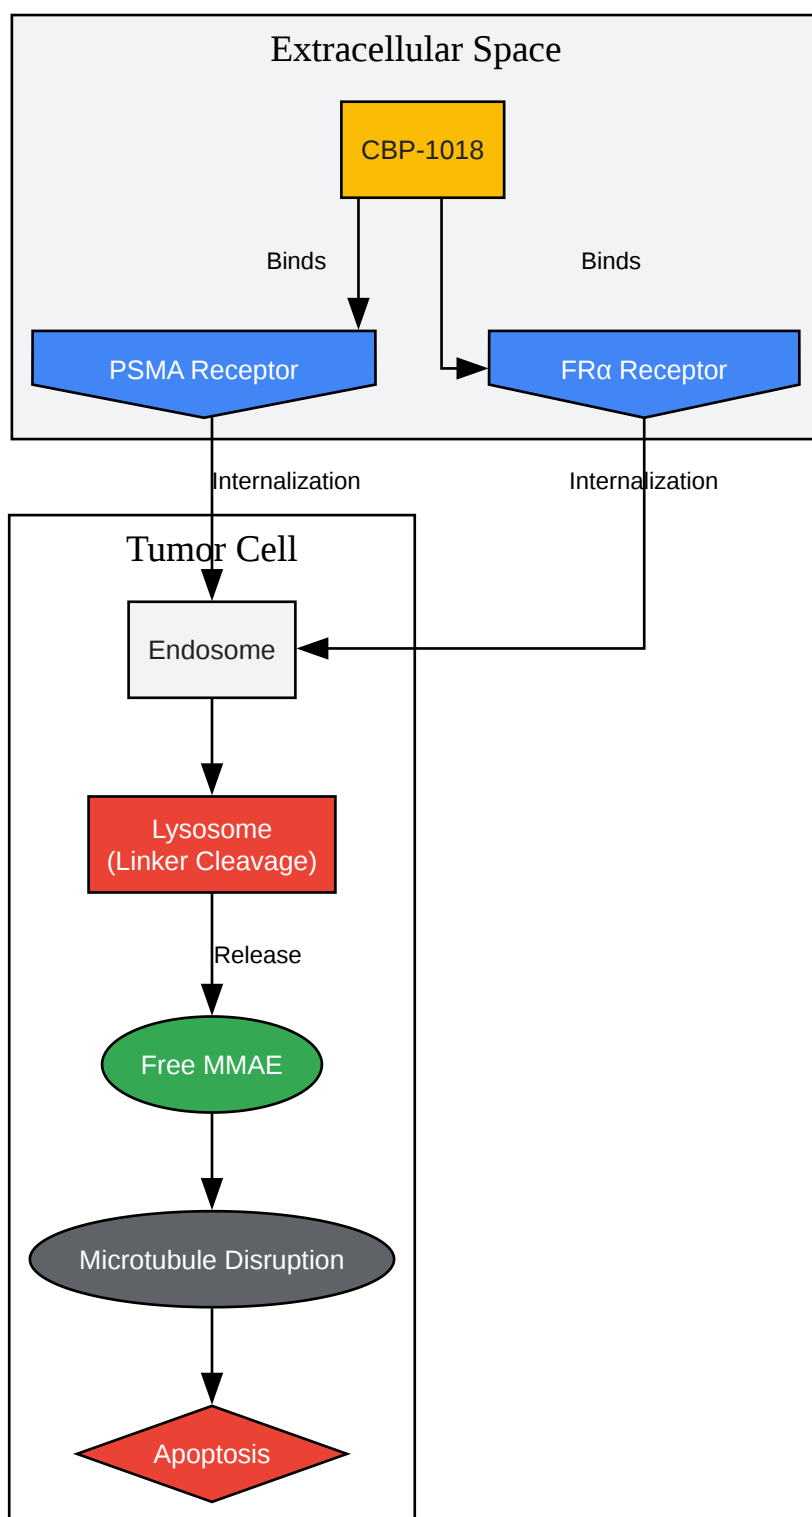 Extracellular Space
CBP-1018
Binds
Binds
PSMA Receptor
FRα Receptor
Internalization
Internalization
Tumor Cell
Endosome
Lysosome
(Linker Cleavage)
Release
Free MMAE
Microtubule Disruption
Apoptosis